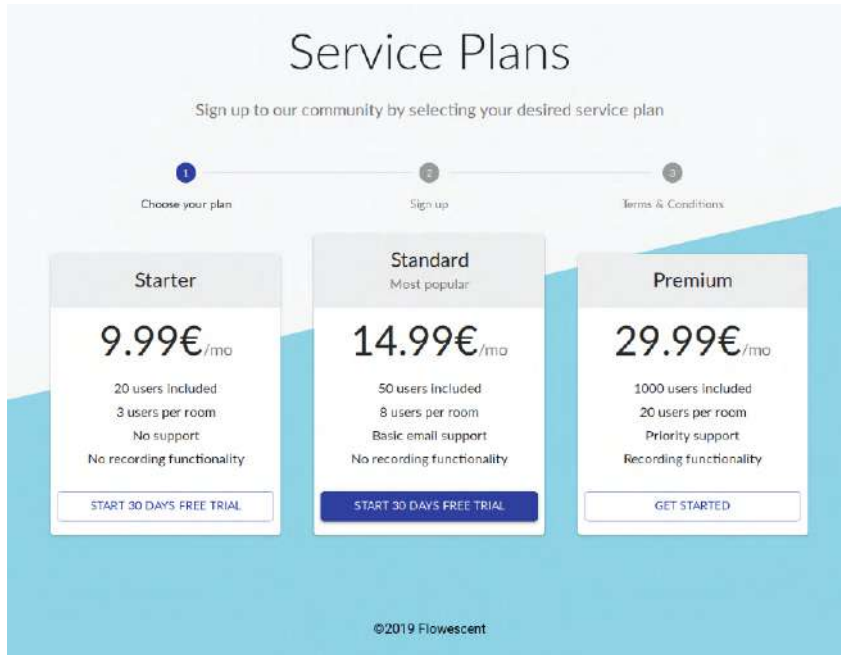 Service Plans
Sign up to our community by selecting your desired service plan
1
2
3
Choose your plan
Sign up
Terms & Conditions
Starter
9.99€/mo
20 users included
3 users per room
No support
No recording functionality
START 30 DAYS FREE TRIAL
Standard
Most popular
14.99€/mo
50 users included
8 users per room
Basic email support
No recording functionality
START 30 DAYS FREE TRIAL
Premium
29.99€/mo
1000 users included
20 users per room
Priority support
Recording functionality
GET STARTED
©2019 Flowescent